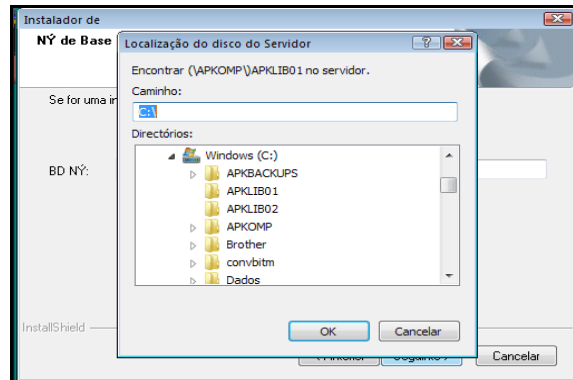 Instalador de
NÝ de Base
Localização do disco do Servidor
Encontrar (\APKOMP\)APKLIB01 no servidor.
Caminho:
C:\
Se for uma in
Directórios:
Windows (C:)
APKBACKUPS
BD NÝ:
APKLIB01
APKLIB02
APKOMP
Brother
convbitm
Dados
InstallShield
OK
Cancelar
Cancelar